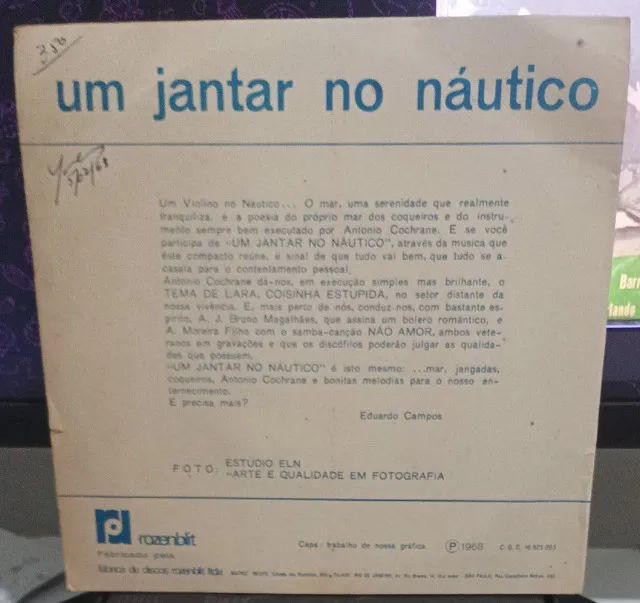 um jantar no náutico
Um Violino no Náutico... O mar, uma serenidade que realmente
tranquiliza, e a poesia do próprio mar dos coqueiros e do instru-
mento sempre bem executado por Antonio Cochrane. E se você
participa de «UM JANTAR NO NÁUTICO", através da musica que
êste compacto reúne, é sinal de que tudo vai bem, que tudo se a-
casala para o contentamento pessoal.
Antonio Cochrane dá-nos, em execução simples mas brilhante, o
TEMA DE LARA, COISINHA ESTUPIDA, no setor distante da
nossa vivência. E, mais perto de nós, conduz-nos, com bastante es-
pirito, A. J. Bruno Magalhães, que assina um bolero romântico, e
A. Moreira Filho com o samba-canção NÃO AMOR, ambos vete-
ranos em gravações e que os discófilos poderão julgar as qualida-
des que possuem.
«UM JANTAR NO NÁUTICO" é isto mesmo: ...mar, jangadas,
coqueiros, Antonio Cochrane e bonitas melodias para o nosso en-
ternecimento.
E precisa mais?
Eduardo Campos
FOTO: ESTÚDIO ELN
«ARTE E QUALIDADE EM FOTOGRAFIA
rozenblit
Fabricado pela
fábrica de discos rozenblit ltda
Capa: trabalho de nossa gráfica
Ⓟ 1968
Barr
rlando